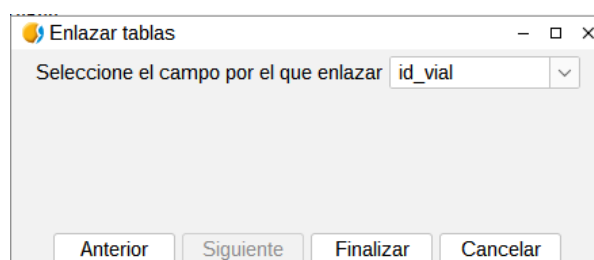 Enlazar tablas
Seleccione el campo por el que enlazar id_vial
Anterior Siguiente Finalizar Cancelar